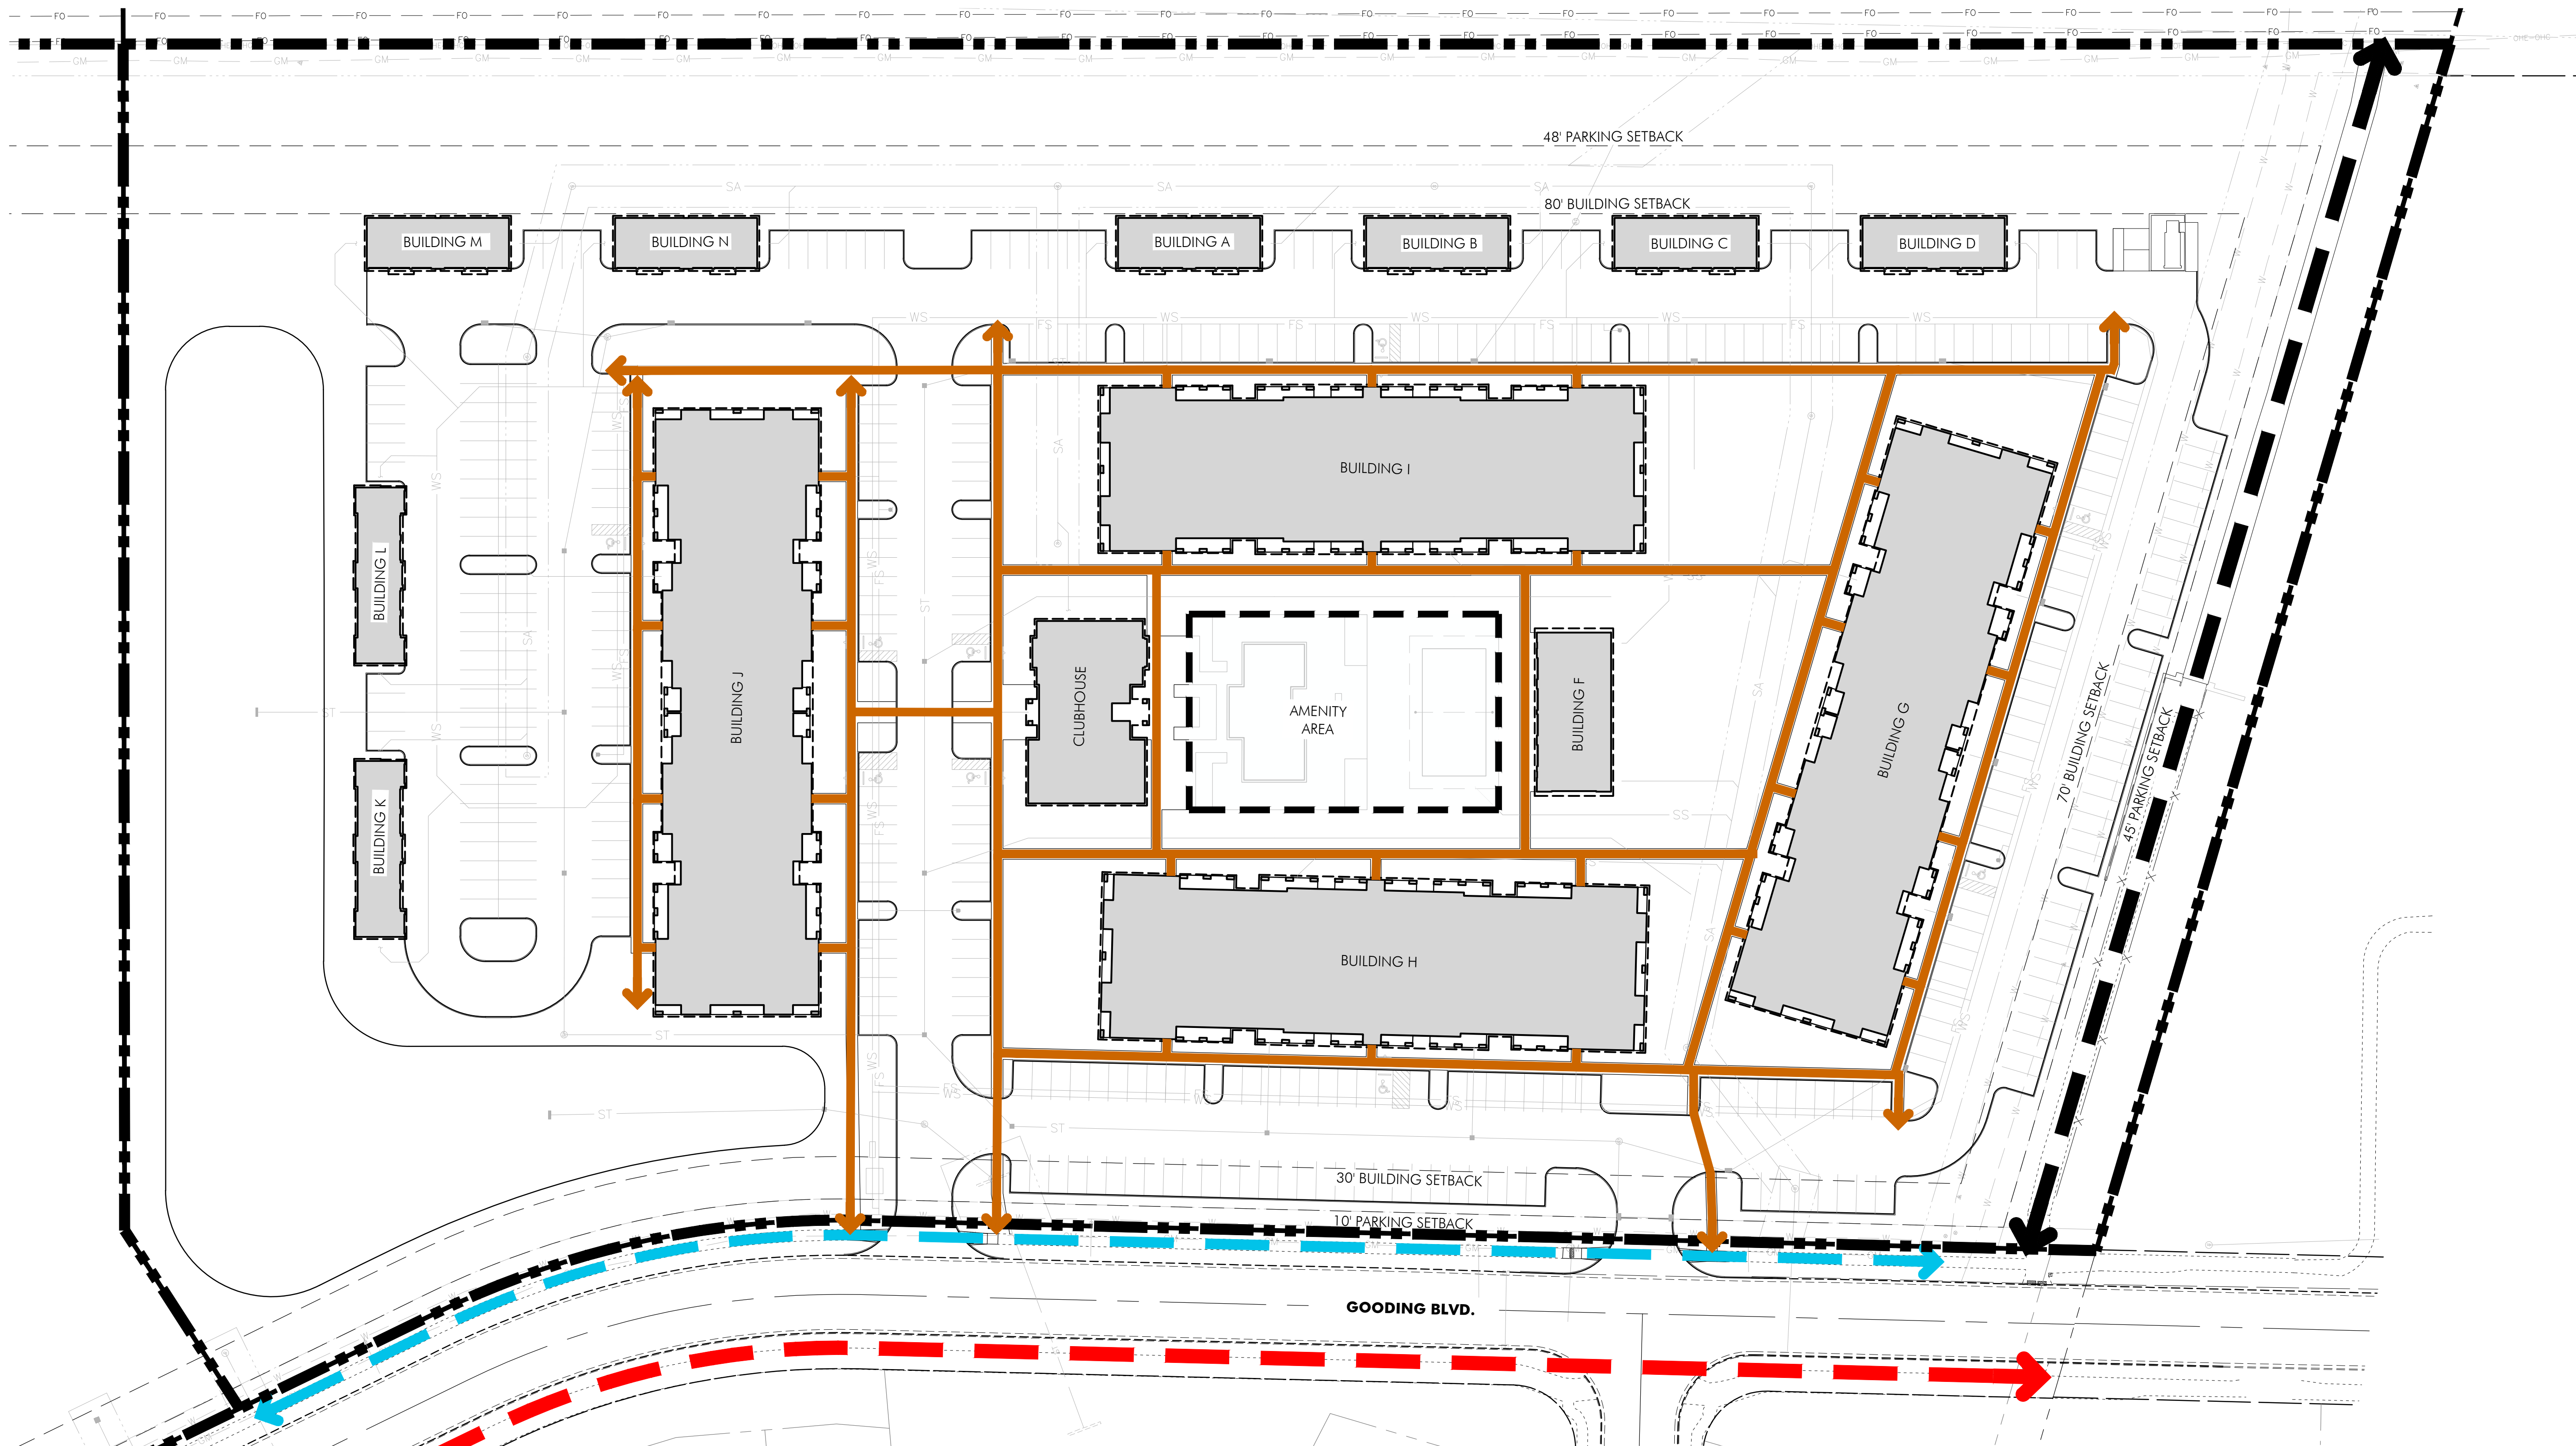 48' PARKING SETBACK
80' BUILDING SETBACK
BUILDING M
BUILDING N
BUILDING A
BUILDING B
BUILDING C
BUILDING D
BUILDING I
BUILDING L
BUILDING J
CLUBHOUSE
AMENITY
AREA
BUILDING F
BUILDING G
70' BUILDING SETBACK
45' PARKING SETBACK
BUILDING K
BUILDING H
30' BUILDING SETBACK
10' PARKING SETBACK
GOODING BLVD.